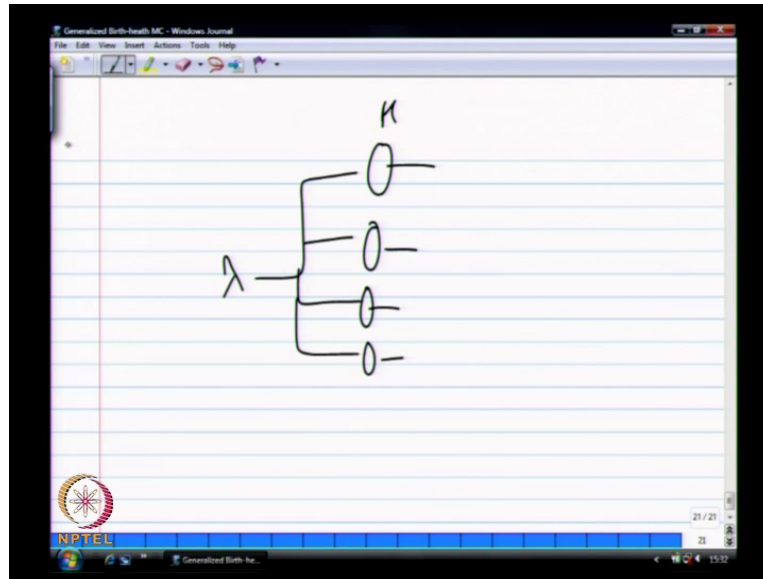 Generalized Birth-heath MC - Windows Journal
File Edit View Insert Actions Tools Help
μ
λ
21 / 21
21
NPTEL
Generalized Birth-he...
15:32